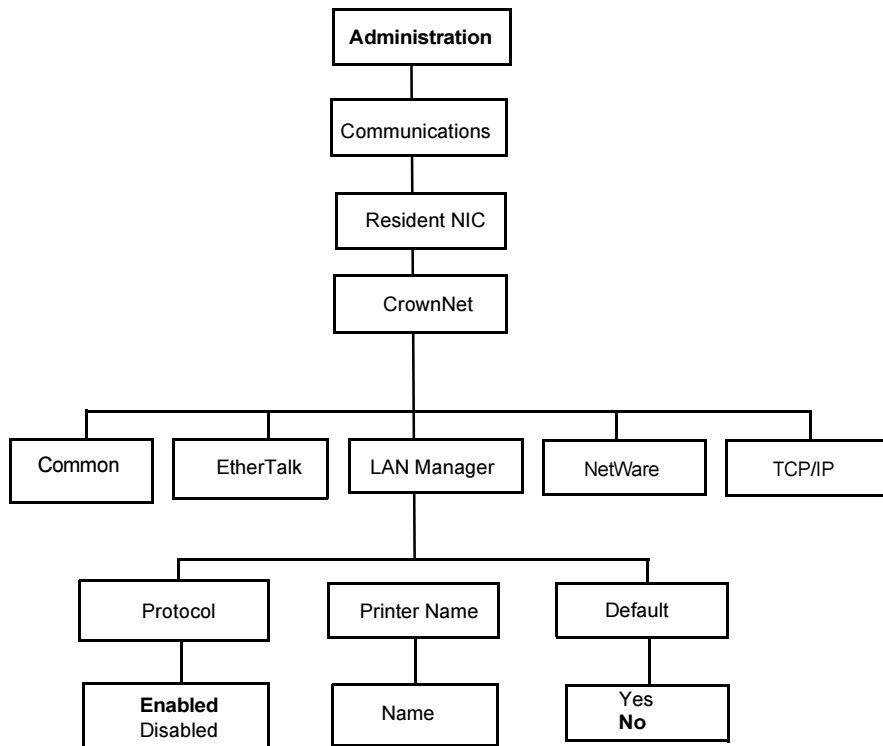 Administration
Communications
Resident NIC
CrownNet
Common
EtherTalk
LAN Manager
NetWare
TCP/IP
Protocol
Printer Name
Default
Enabled
Disabled
Name
Yes
No